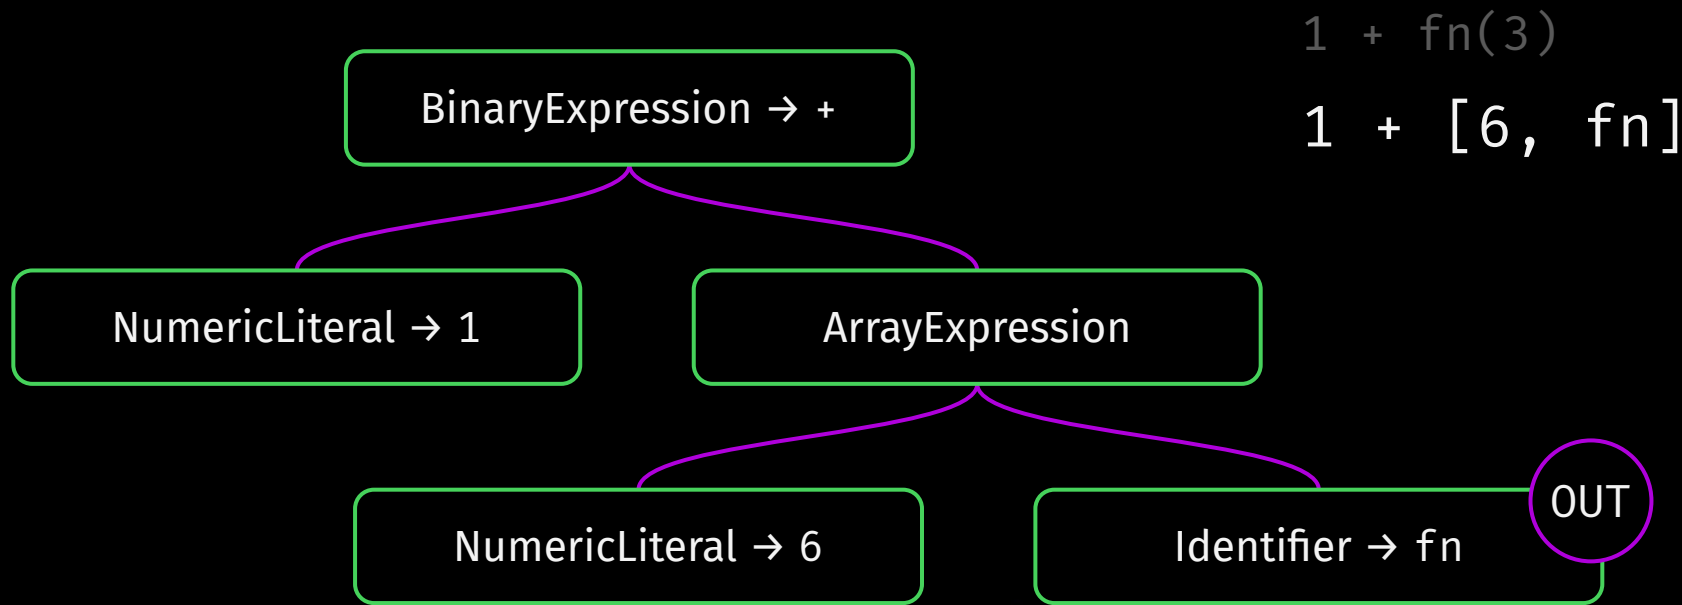 1 + fn(3)
BinaryExpression → +
1 + [6, fn]
NumericLiteral → 1
ArrayExpression
NumericLiteral → 6
Identifier → fn
OUT